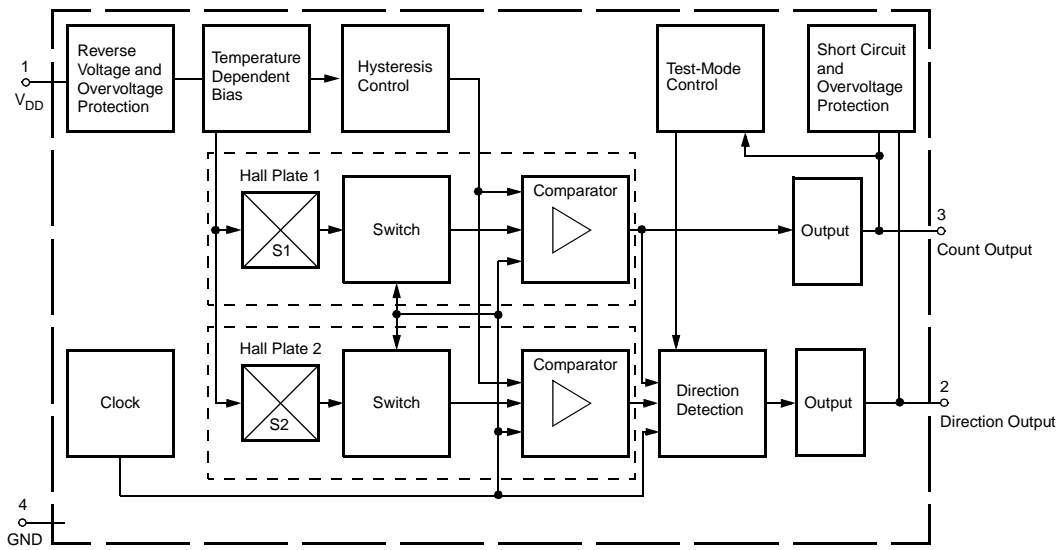 Reverse
Voltage and
Overvoltage
Protection
Temperature
Dependent
Bias
Hysteresis
Control
Test-Mode
Control
Short Circuit
and
Overvoltage
Protection
1
VDD
Hall Plate 1
S1
Switch
Comparator
Output
3
Count Output
Hall Plate 2
S2
Switch
Comparator
Clock
Direction
Detection
Output
2
Direction Output
4
GND